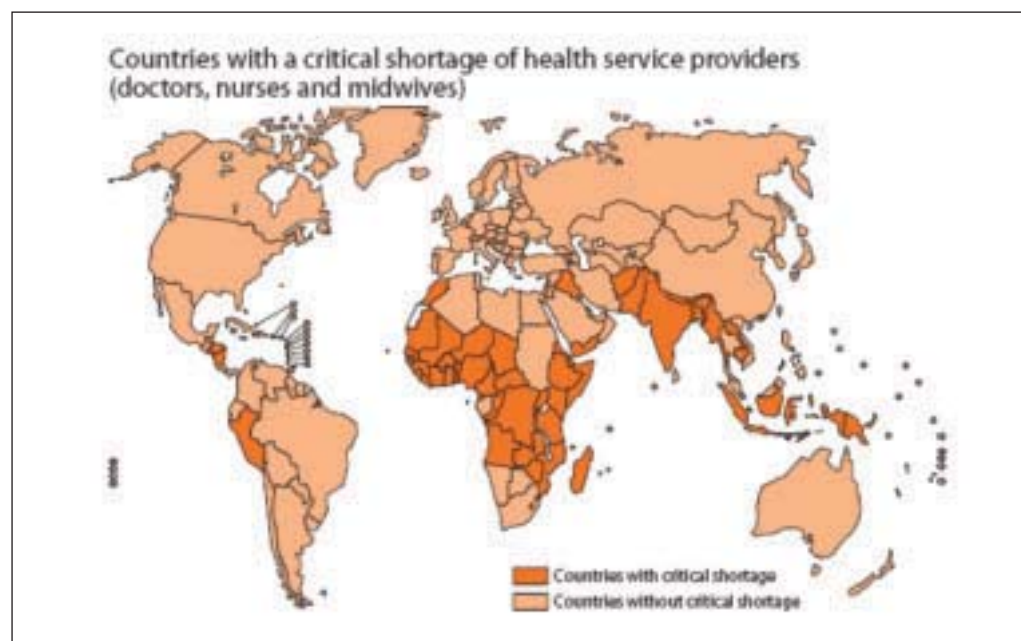 Countries with a critical shortage of health service providers
(doctors, nurses and midwives)
Countries with critical shortage
Countries without critical shortage